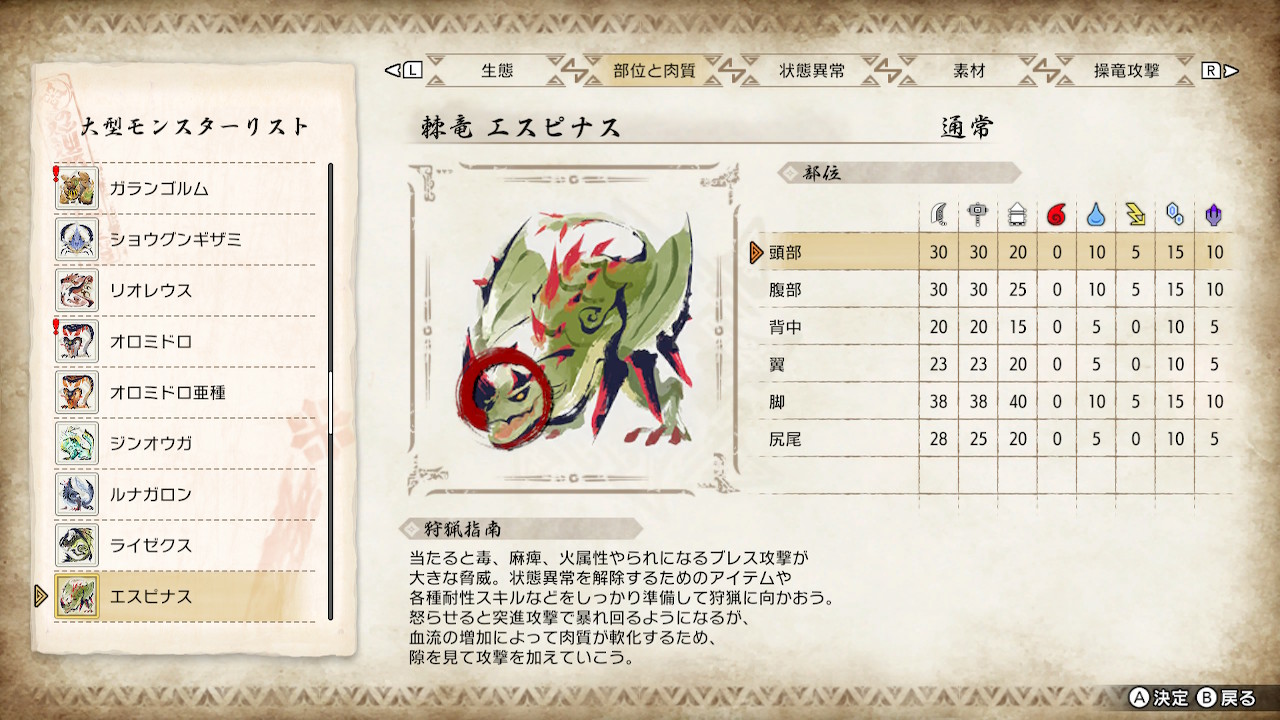 L
生態
部位と肉質
状態異常
素材
操竜攻撃
R
大型モンスターリスト
ガランゴルム
ショウグンギザミ
リオレウス
オロミドロ
オロミドロ亜種
ジンオウガ
ルナガロン
ライゼクス
エスピナス
棘竜 エスピナス
通常
部位
頭部 30 30 20 0 10 5 15 10
腹部 30 30 25 0 10 5 15 10
背中 20 20 15 0 5 0 10 5
翼 23 23 20 0 5 0 10 5
脚 38 38 40 0 10 5 15 10
尻尾 28 25 20 0 5 0 10 5
狩猟指南
当たると毒、麻痺、火属性やられになるブレス攻撃が
大きな脅威。状態異常を解除するためのアイテムや
各種耐性スキルなどをしっかり準備して狩猟に向かおう。
怒らせると突進攻撃で暴れ回るようになるが、
血流の増加によって肉質が軟化するため、
隙を見て攻撃を加えていこう。
A 決定 B 戻る